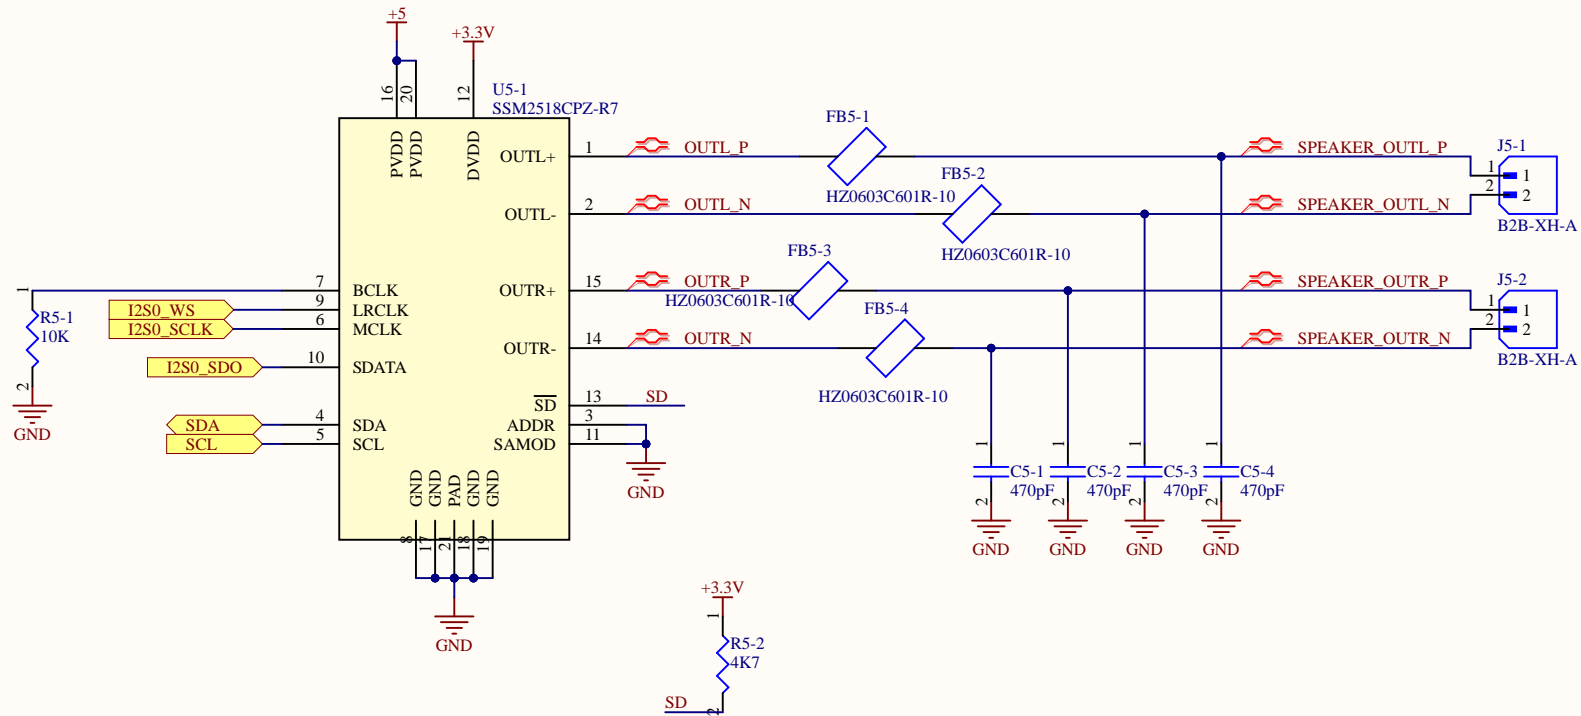 +5
+3.3V
16
20
12
U5-1
SSM2518CPZ-R7
PVDD
PVDD
DVDD
OUTL+
1
OUTL_P
FB5-1
HZ0603C601R-10
SPEAKER_OUTL_P
J5-1
1
1
2
2
B2B-XH-A
OUTL-
2
OUTL_N
FB5-2
HZ0603C601R-10
SPEAKER_OUTL_N
OUTR+
15
OUTR_P
FB5-3
HZ0603C601R-10
SPEAKER_OUTR_P
J5-2
1
1
2
2
B2B-XH-A
OUTR-
14
OUTR_N
FB5-4
HZ0603C601R-10
SPEAKER_OUTR_N
1
R5-1
10K
2
GND
7
BCLK
I2S0_WS
9
LRCLK
I2S0_SCLK
6
MCLK
I2S0_SDO
10
SDATA
SDA
4
SDA
SCL
5
SCL
SD
13
SD
ADDR
3
SAMOD
11
GND
GND
GND
PAD
GND
GND
8
17
21
18
19
GND
1
C5-1
470pF
2
GND
1
C5-2
470pF
2
GND
1
C5-3
470pF
2
GND
1
C5-4
470pF
2
GND
+3.3V
1
R5-2
4K7
SD
2